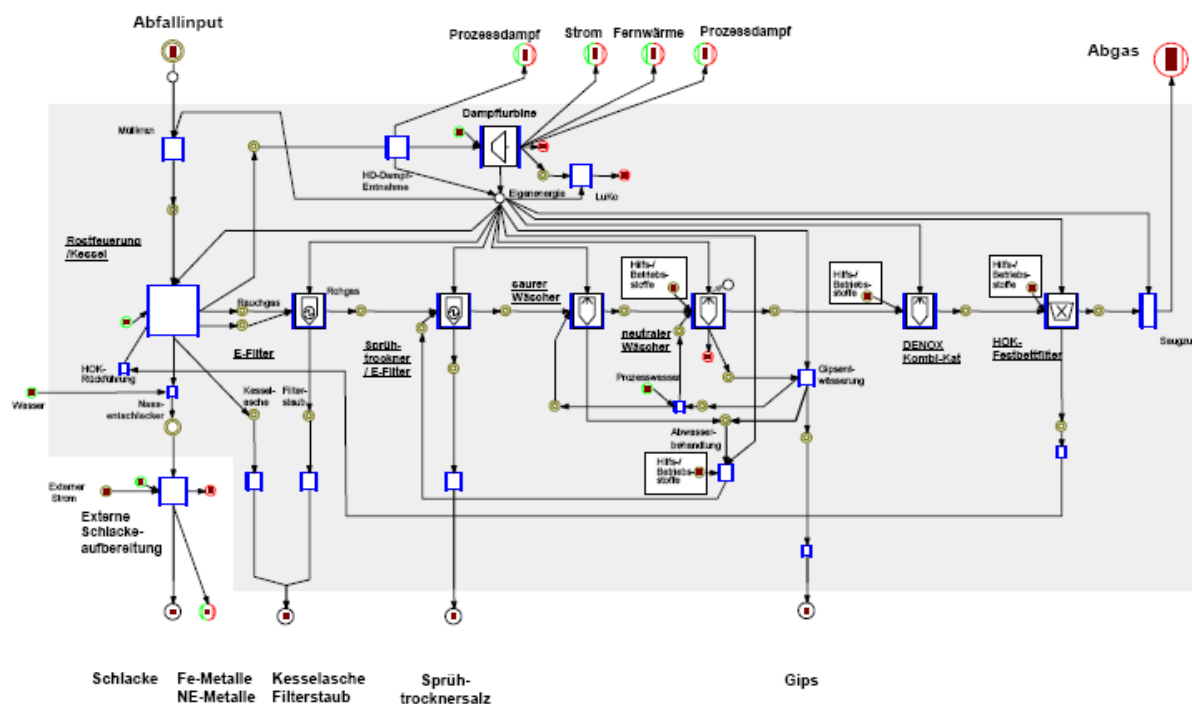 Abfallinput
Prozessdampf
Strom
Fernwärme
Prozessdampf
Abgas
Dampfturbine
Müllkran
HD-Dampf-
Entnahme
Eigenenergie
LuKo
Rostfeuerung
/Kessel
Rauchgas
Rohgas
E-Filter
Sprüh-
trockner
/ E-Filter
saurer
Wäscher
Hilfs-/
Betriebs-
stoffe
neutraler
Wäscher
Hilfs-/
Betriebs-
stoffe
DENOX
Kombi-Kat
Hilfs-/
Betriebs-
stoffe
HOK-
Festbettfilter
Saugzu
HOK-
Rückführung
Wasser
Nass-
entschlacker
Kessel-
asche
Filter-
staub
Prozesswasser
Gipsent-
wässerung
Abwasser-
behandlung
Hilfs-/
Betriebs-
stoffe
Externer
Strom
Externe
Schlacke-
aufbereitung
Schlacke
Fe-Metalle
NE-Metalle
Kesselasche
Filterstaub
Sprüh-
trocknersalz
Gips